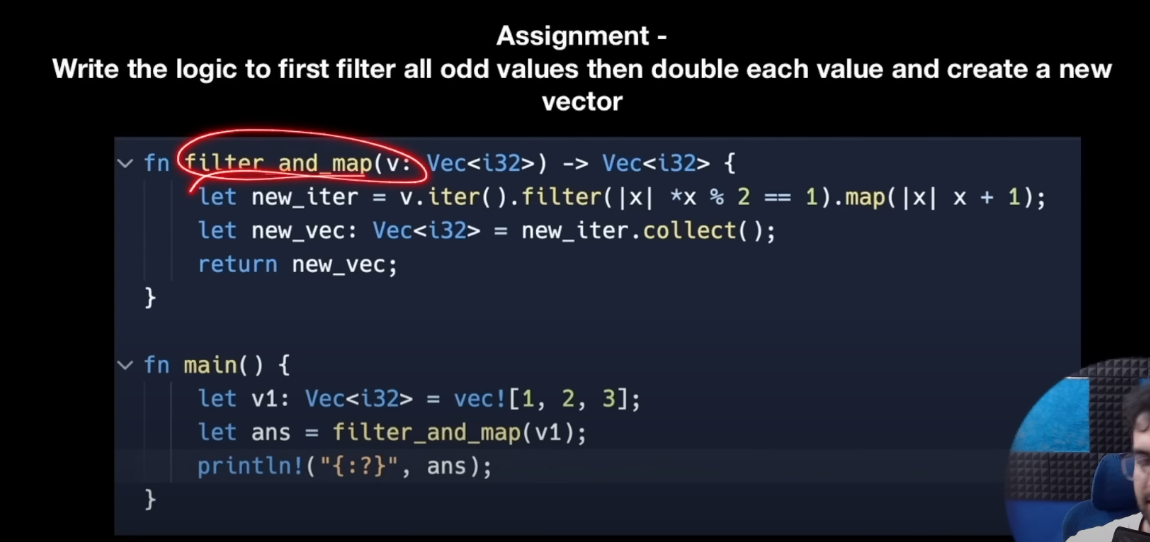 Assignment -
Write the logic to first filter all odd values then double each value and create a new
vector
fn filter_and_map(v: Vec<i32>) -> Vec<i32> {
    let new_iter = v.iter().filter(|x| *x % 2 == 1).map(|x| x + 1);
    let new_vec: Vec<i32> = new_iter.collect();
    return new_vec;
}
fn main() {
    let v1: Vec<i32> = vec![1, 2, 3];
    let ans = filter_and_map(v1);
    println!("{:?}", ans);
}